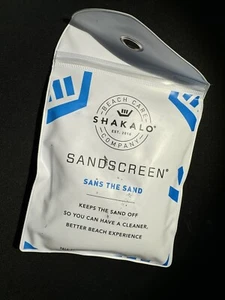 BEACH CARE
SHAKALO®
EST. 2016
COMPANY
SANDSCREEN®
SANS THE SAND
KEEPS THE SAND OFF
SO YOU CAN HAVE A CLEANER,
BETTER BEACH EXPERIENCE